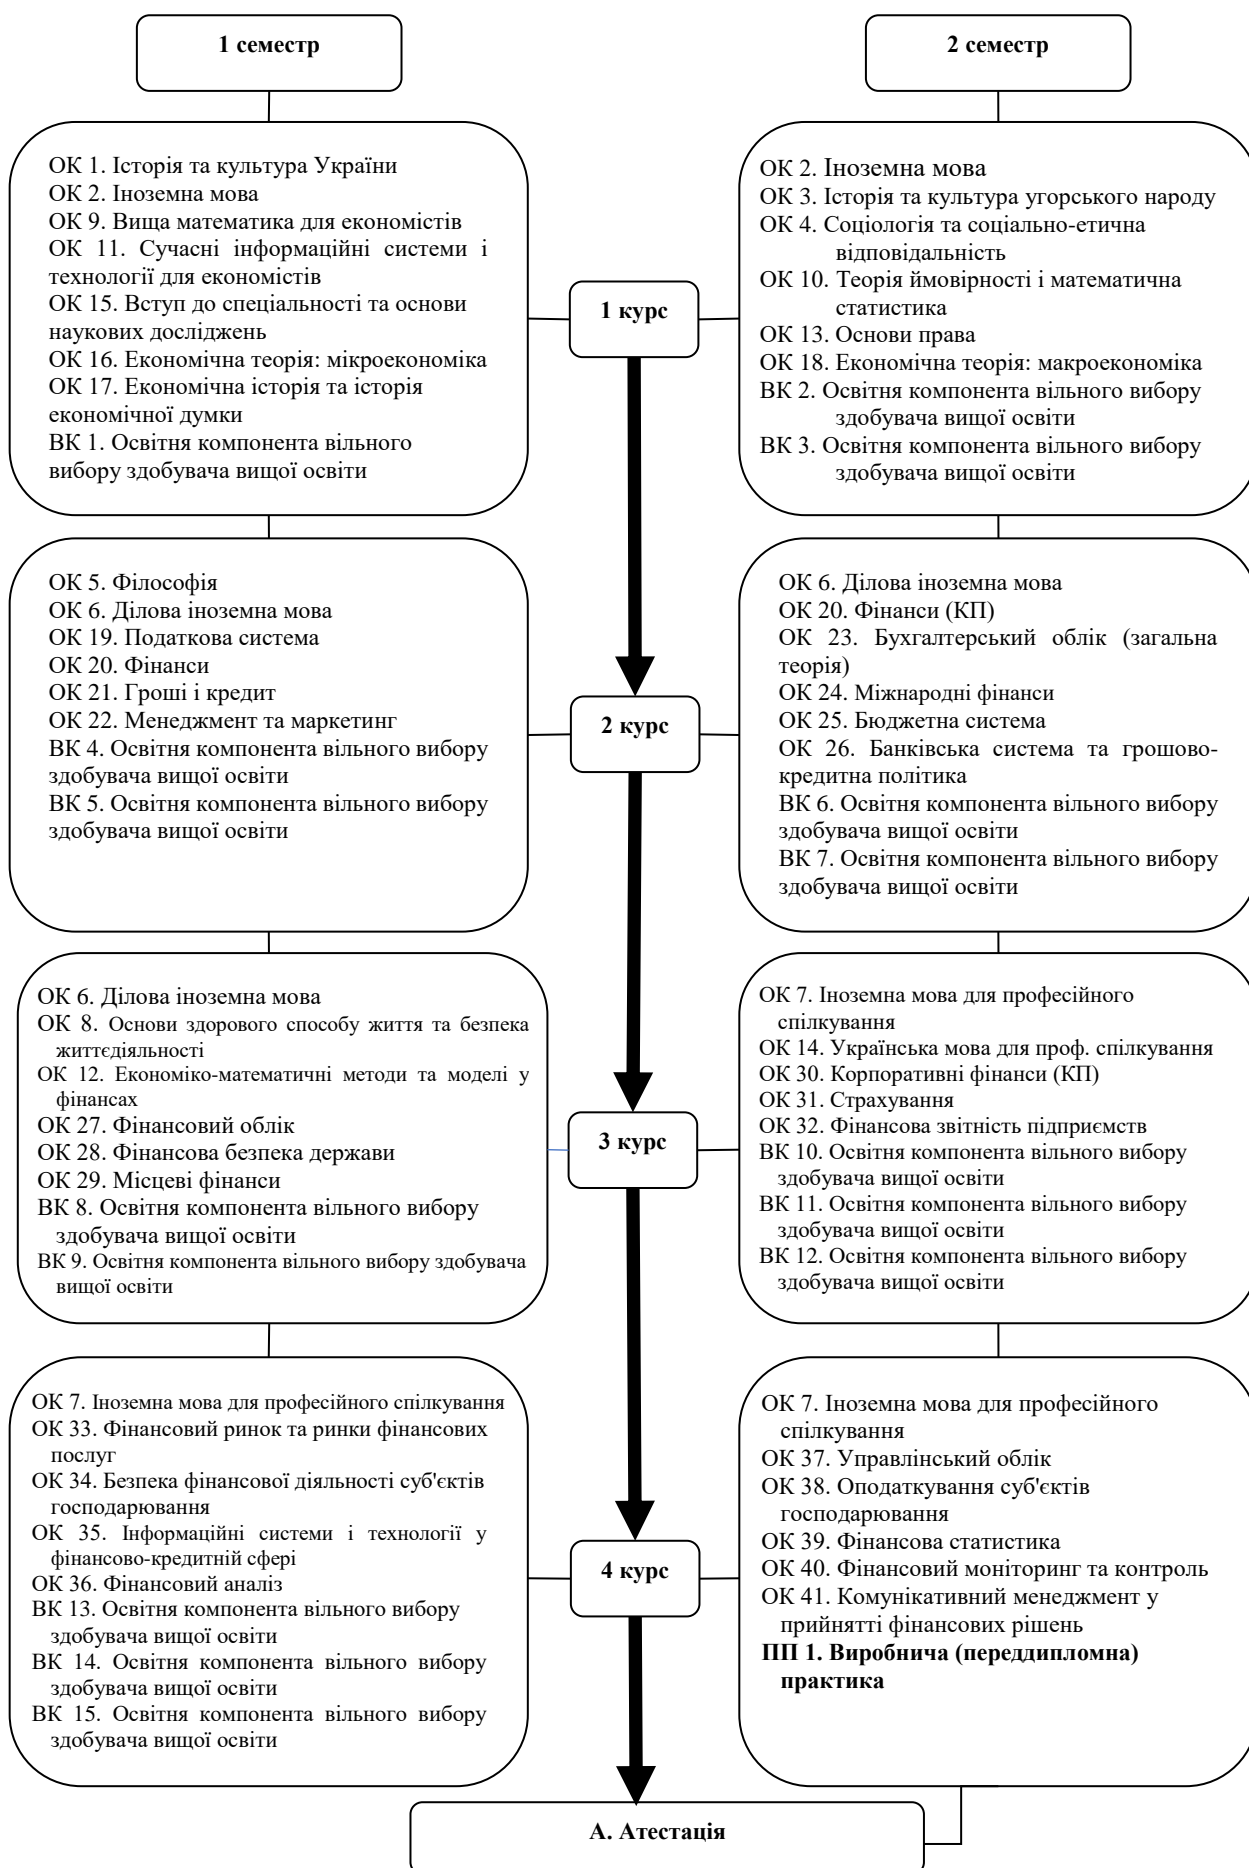 1 семестр
2 семестр
ОК 1. Історія та культура України
ОК 2. Іноземна мова
ОК 9. Вища математика для економістів
ОК 11. Сучасні інформаційні системи і
технології для економістів
ОК 15. Вступ до спеціальності та основи
наукових досліджень
ОК 16. Економічна теорія: мікроекономіка
ОК 17. Економічна історія та історія
економічної думки
ВК 1. Освітня компонента вільного
вибору здобувача вищої освіти
1 курс
ОК 2. Іноземна мова
ОК 3. Історія та культура угорського народу
ОК 4. Соціологія та соціально-етична
відповідальність
ОК 10. Теорія ймовірності і математична
статистика
ОК 13. Основи права
ОК 18. Економічна теорія: макроекономіка
ВК 2. Освітня компонента вільного вибору
здобувача вищої освіти
ВК 3. Освітня компонента вільного вибору
здобувача вищої освіти
ОК 5. Філософія
ОК 6. Ділова іноземна мова
ОК 19. Податкова система
ОК 20. Фінанси
ОК 21. Гроші і кредит
ОК 22. Менеджмент та маркетинг
ВК 4. Освітня компонента вільного вибору
здобувача вищої освіти
ВК 5. Освітня компонента вільного вибору
здобувача вищої освіти
2 курс
ОК 6. Ділова іноземна мова
ОК 20. Фінанси (КП)
ОК 23. Бухгалтерський облік (загальна
теорія)
ОК 24. Міжнародні фінанси
ОК 25. Бюджетна система
ОК 26. Банківська система та грошово-
кредитна політика
ВК 6. Освітня компонента вільного вибору
здобувача вищої освіти
ВК 7. Освітня компонента вільного вибору
здобувача вищої освіти
ОК 6. Ділова іноземна мова
ОК 8. Основи здорового способу життя та безпека
життєдіяльності
ОК 12. Економіко-математичні методи та моделі у
фінансах
ОК 27. Фінансовий облік
ОК 28. Фінансова безпека держави
ОК 29. Місцеві фінанси
ВК 8. Освітня компонента вільного вибору
здобувача вищої освіти
ВК 9. Освітня компонента вільного вибору здобувача
вищої освіти
3 курс
ОК 7. Іноземна мова для професійного
спілкування
ОК 14. Українська мова для проф. спілкування
ОК 30. Корпоративні фінанси (КП)
ОК 31. Страхування
ОК 32. Фінансова звітність підприємств
ВК 10. Освітня компонента вільного вибору
здобувача вищої освіти
ВК 11. Освітня компонента вільного вибору
здобувача вищої освіти
ВК 12. Освітня компонента вільного вибору
здобувача вищої освіти
ОК 7. Іноземна мова для професійного спілкування
ОК 33. Фінансовий ринок та ринки фінансових
послуг
ОК 34. Безпека фінансової діяльності суб'єктів
господарювання
ОК 35. Інформаційні системи і технології у
фінансово-кредитній сфері
ОК 36. Фінансовий аналіз
ВК 13. Освітня компонента вільного вибору
здобувача вищої освіти
ВК 14. Освітня компонента вільного вибору
здобувача вищої освіти
ВК 15. Освітня компонента вільного вибору
здобувача вищої освіти
4 курс
ОК 7. Іноземна мова для професійного
спілкування
ОК 37. Управлінський облік
ОК 38. Оподаткування суб'єктів
господарювання
ОК 39. Фінансова статистика
ОК 40. Фінансовий моніторинг та контроль
ОК 41. Комунікативний менеджмент у
прийнятті фінансових рішень
ПП 1. Виробнича (переддипломна)
практика
А. Атестація